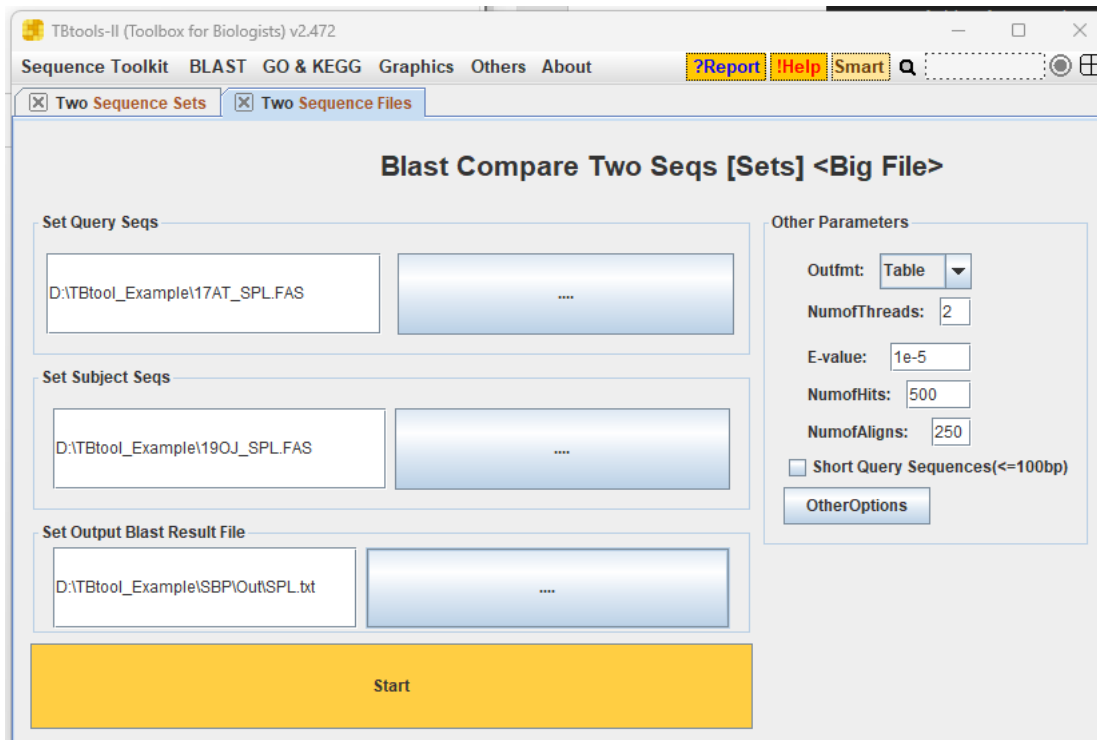 TBtools-II (Toolbox for Biologists) v2.472
Sequence Toolkit BLAST GO & KEGG Graphics Others About ?Report !Help Smart
Two Sequence Sets Two Sequence Files
Blast Compare Two Seqs [Sets] <Big File>
Set Query Seqs
D:\TBtool_Example\17AT_SPL.FAS
....
Set Subject Seqs
D:\TBtool_Example\19OJ_SPL.FAS
....
Set Output Blast Result File
D:\TBtool_Example\SBP\Out\SPL.txt
....
Start
Other Parameters
Outfmt: Table
NumofThreads: 2
E-value: 1e-5
NumofHits: 500
NumofAligns: 250
Short Query Sequences(<=100bp)
OtherOptions